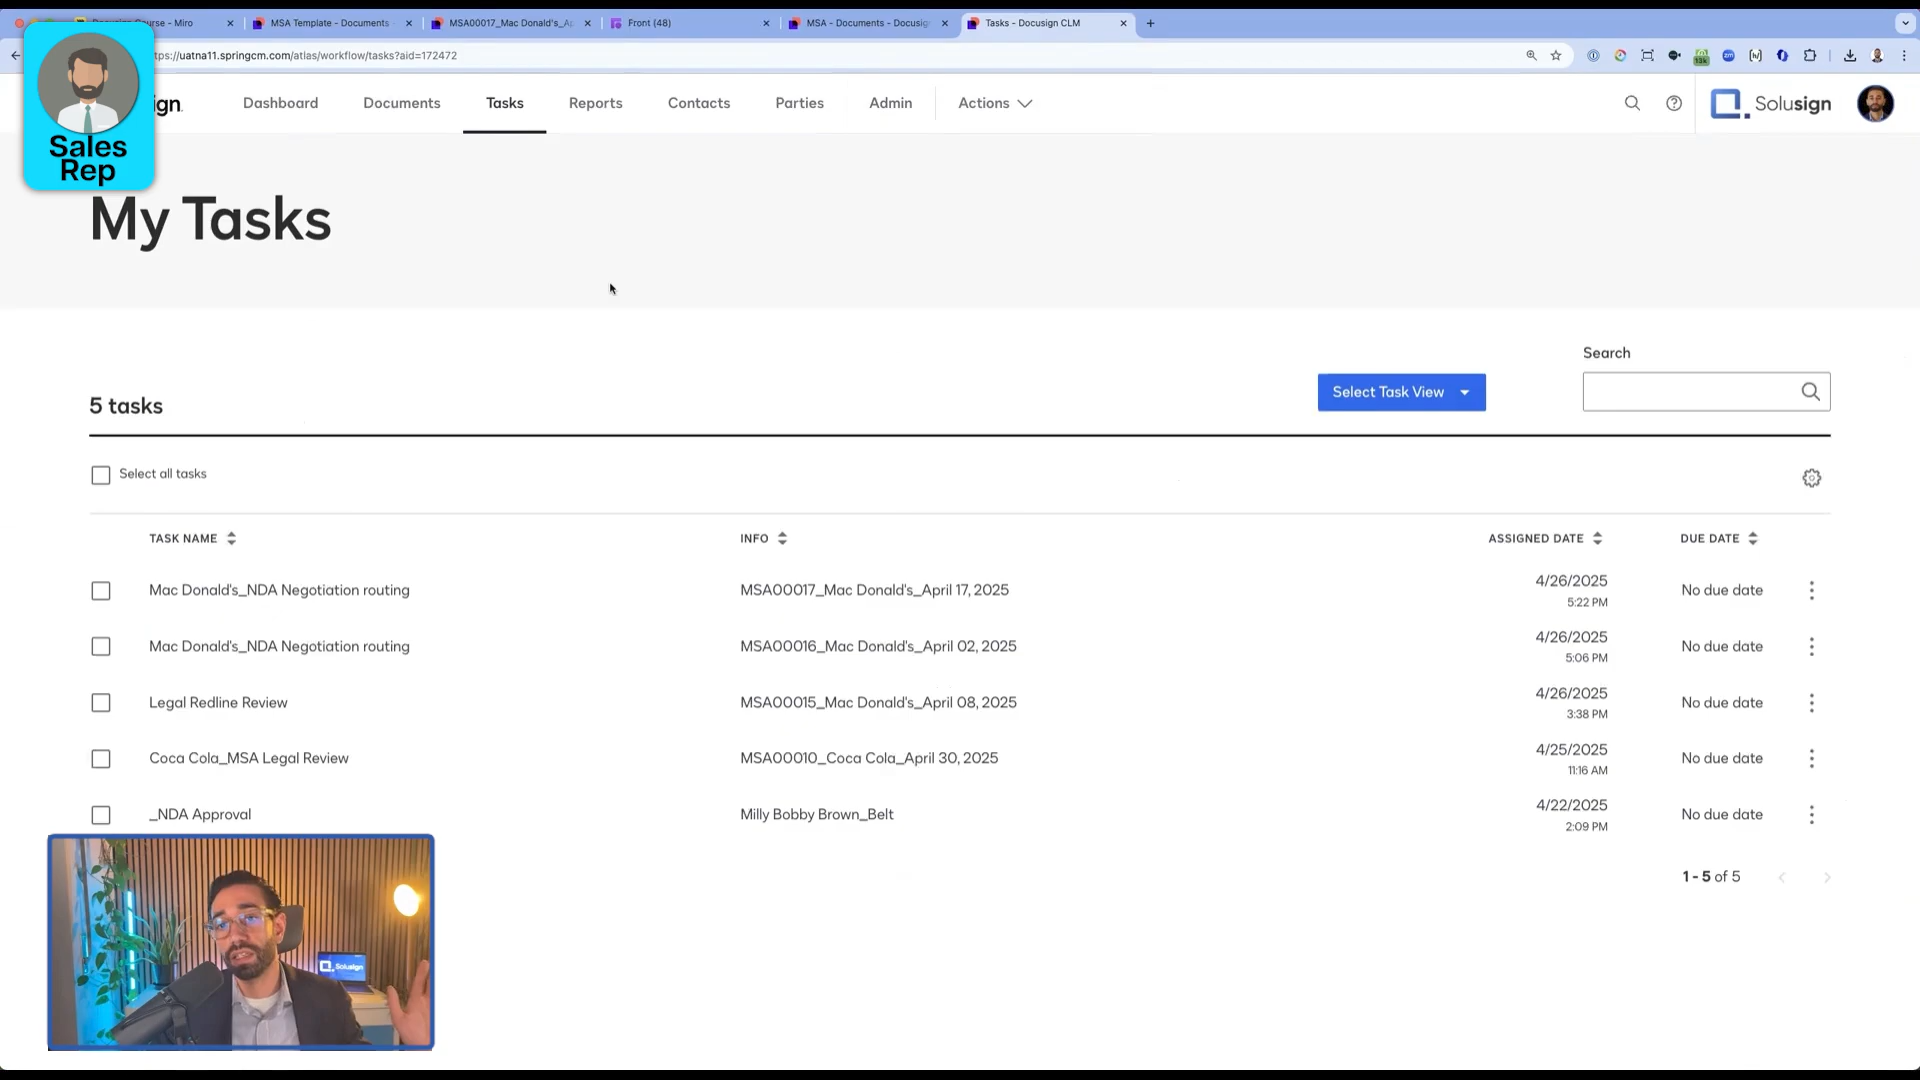 MSA Template - Documents
MSA00017_Mac Donald's_A
Front (48)
MSA - Documents - Docusig
Tasks - Docusign CLM
tps://uatna11.springcm.com/atlas/workflow/tasks?aid=172472
ign
Dashboard
Documents
Tasks
Reports
Contacts
Parties
Admin
Actions
Solusign
Sales
Rep
My Tasks
Search
5 tasks
Select Task View
Select all tasks
TASK NAME
INFO
ASSIGNED DATE
DUE DATE
Mac Donald's_NDA Negotiation routing
MSA00017_Mac Donald's_April 17, 2025
4/26/2025
5:22 PM
No due date
Mac Donald's_NDA Negotiation routing
MSA00016_Mac Donald's_April 02, 2025
4/26/2025
5:06 PM
No due date
Legal Redline Review
MSA00015_Mac Donald's_April 08, 2025
4/26/2025
3:38 PM
No due date
Coca Cola_MSA Legal Review
MSA00010_Coca Cola_April 30, 2025
4/25/2025
11:16 AM
No due date
_NDA Approval
Milly Bobby Brown_Belt
4/22/2025
2:09 PM
No due date
1 - 5 of 5
Solusign